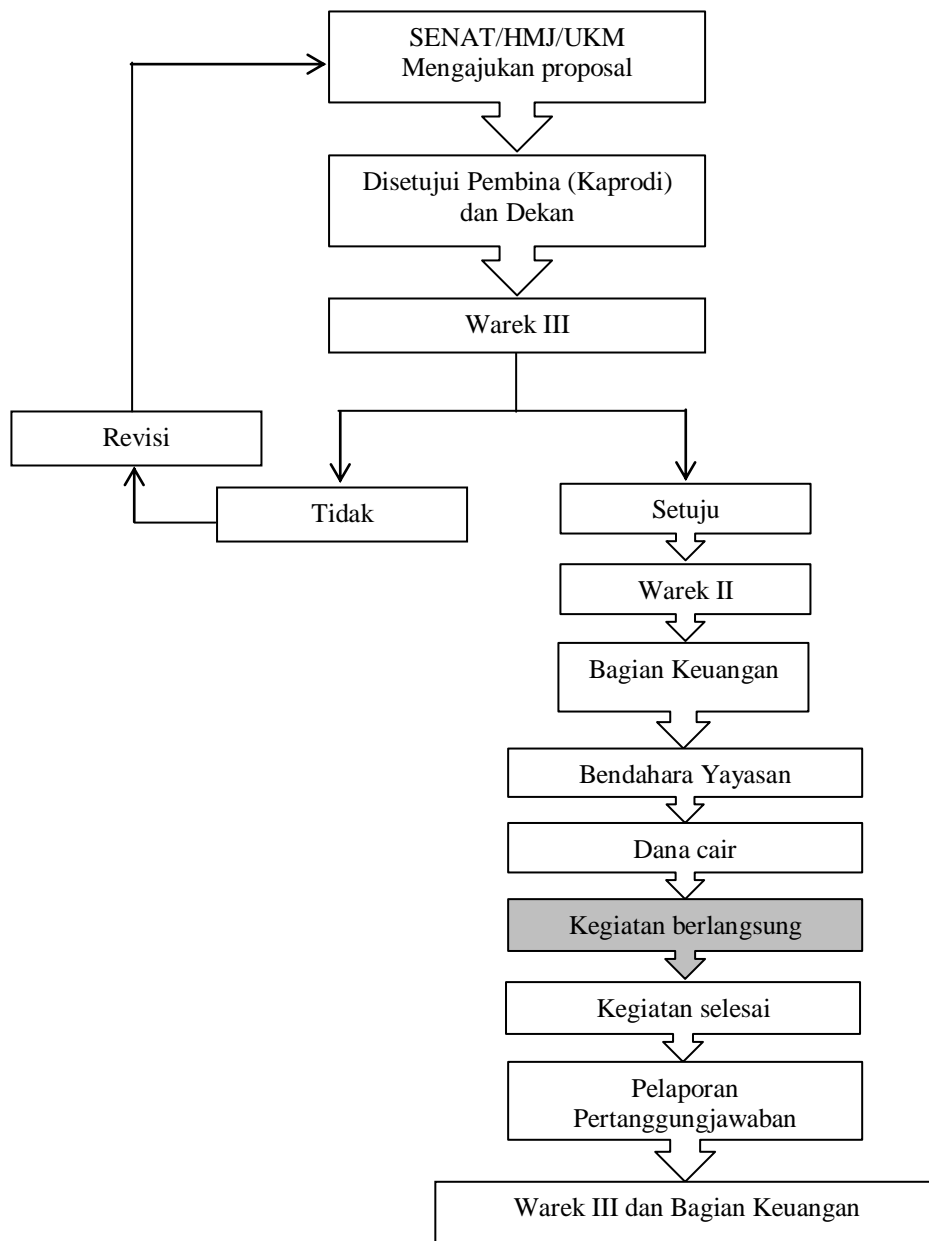 SENAT/HMJ/UKM
Mengajukan proposal
Disetujui Pembina (Kaprodi)
dan Dekan
Warek III
Revisi
Tidak
Setuju
Warek II
Bagian Keuangan
Bendahara Yayasan
Dana cair
Kegiatan berlangsung
Kegiatan selesai
Pelaporan
Pertanggungjawaban
Warek III dan Bagian Keuangan